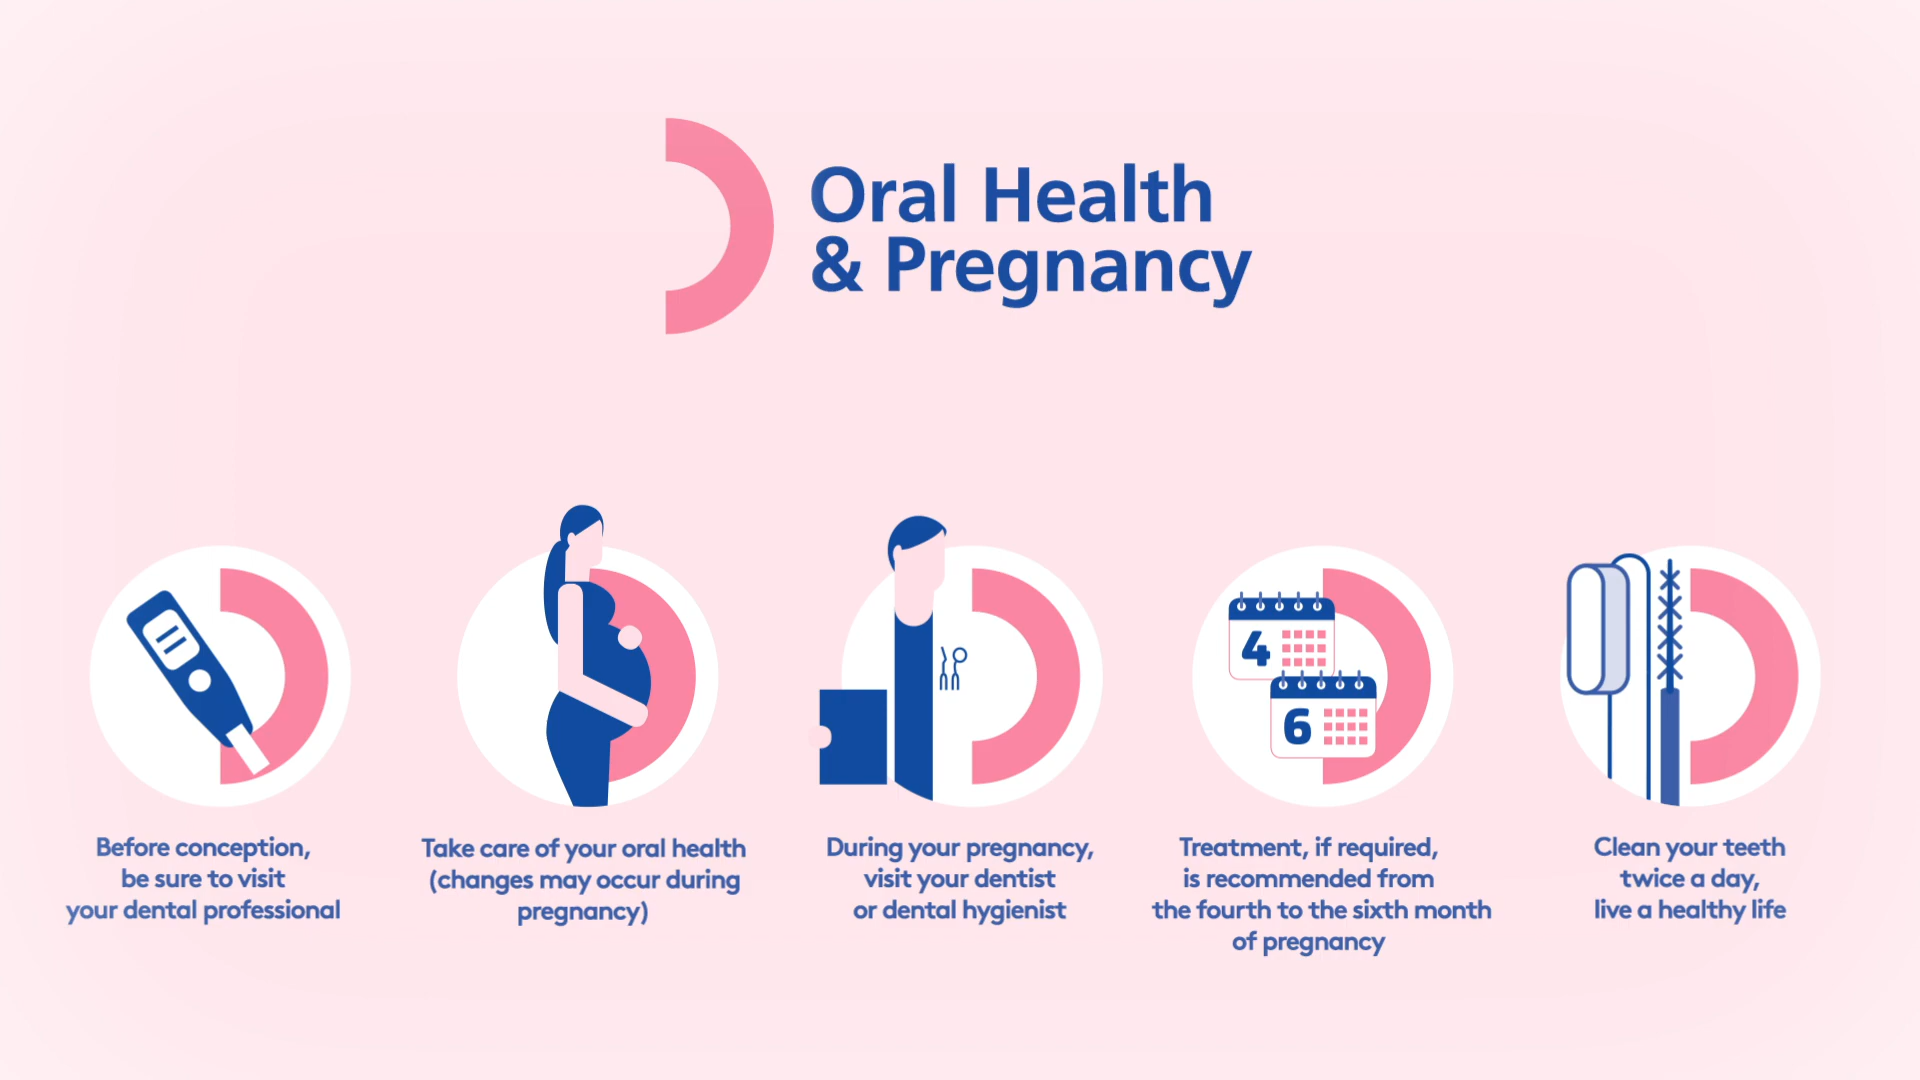 Oral Health
& Pregnancy
4
6
Before conception,
be sure to visit
your dental professional
Take care of your oral health
(changes may occur during
pregnancy)
During your pregnancy,
visit your dentist
or dental hygienist
Treatment, if required,
is recommended from
the fourth to the sixth month
of pregnancy
Clean your teeth
twice a day,
live a healthy life